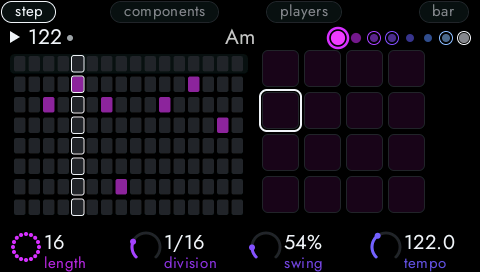 step components players bar
122 Am
16 1/16 54% 122.0
length division swing tempo